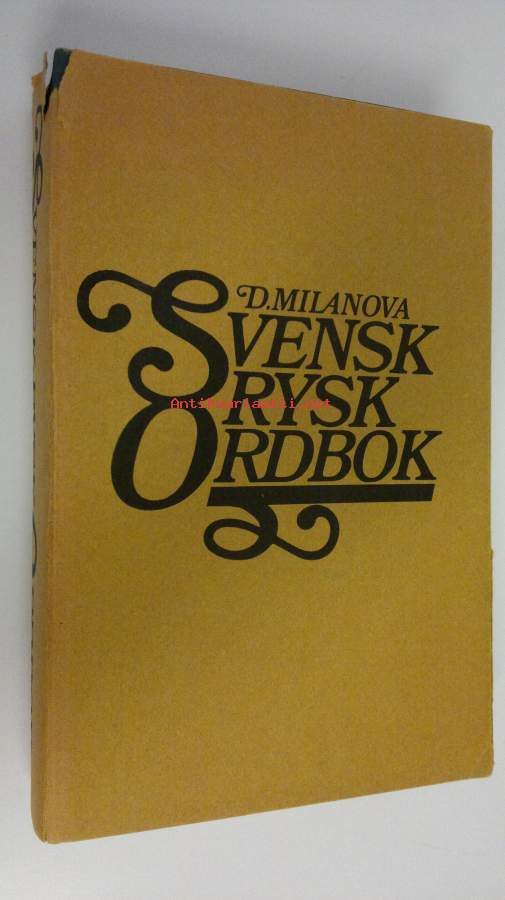 D.MILANOVA
SVENSK
RYSK
ORDBOK
Antikvariaatti.net